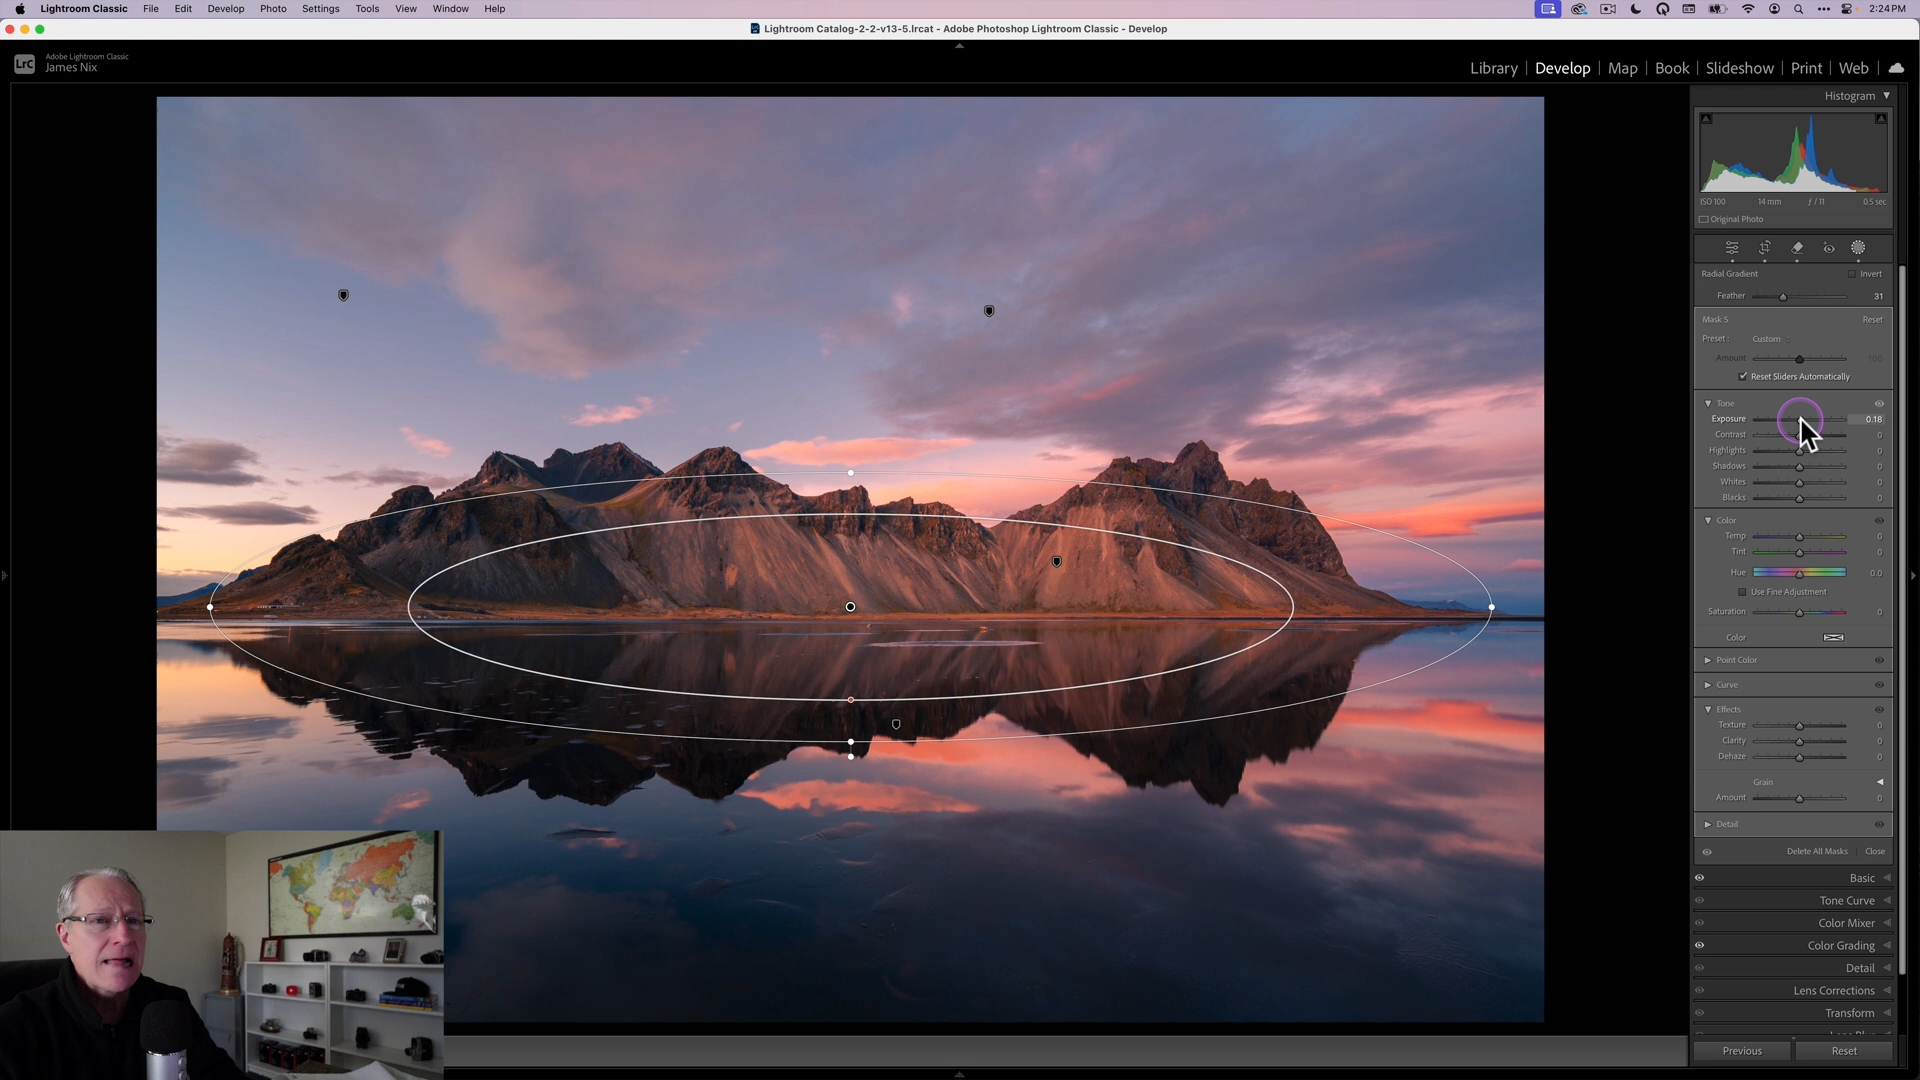 Lightroom Classic File Edit Develop Photo Settings Tools View Window Help 2:24PM
Lightroom Catalog-2-2-v13-5.lrcat - Adobe Photoshop Lightroom Classic - Develop
LrC
Adobe Lightroom Classic
James Nix
Library | Develop | Map | Book | Slideshow | Print | Web
Histogram
ISO 100 14 mm ƒ / 11 0.5 sec
Original Photo
Radial Gradient Invert
Feather 31
Mask 5 Reset
Preset : Custom
Amount 100
Reset Sliders Automatically
Tone
Exposure 0.18
Contrast 0
Highlights 0
Shadows 0
Whites 0
Blacks 0
Color
Temp 0
Tint 0
Hue 0.0
Use Fine Adjustment
Saturation 0
Color
Point Color
Curve
Effects
Texture 0
Clarity 0
Dehaze 0
Grain
Amount 0
Detail
Delete All Masks Close
Basic
Tone Curve
Color Mixer
Color Grading
Detail
Lens Corrections
Transform
Previous Reset